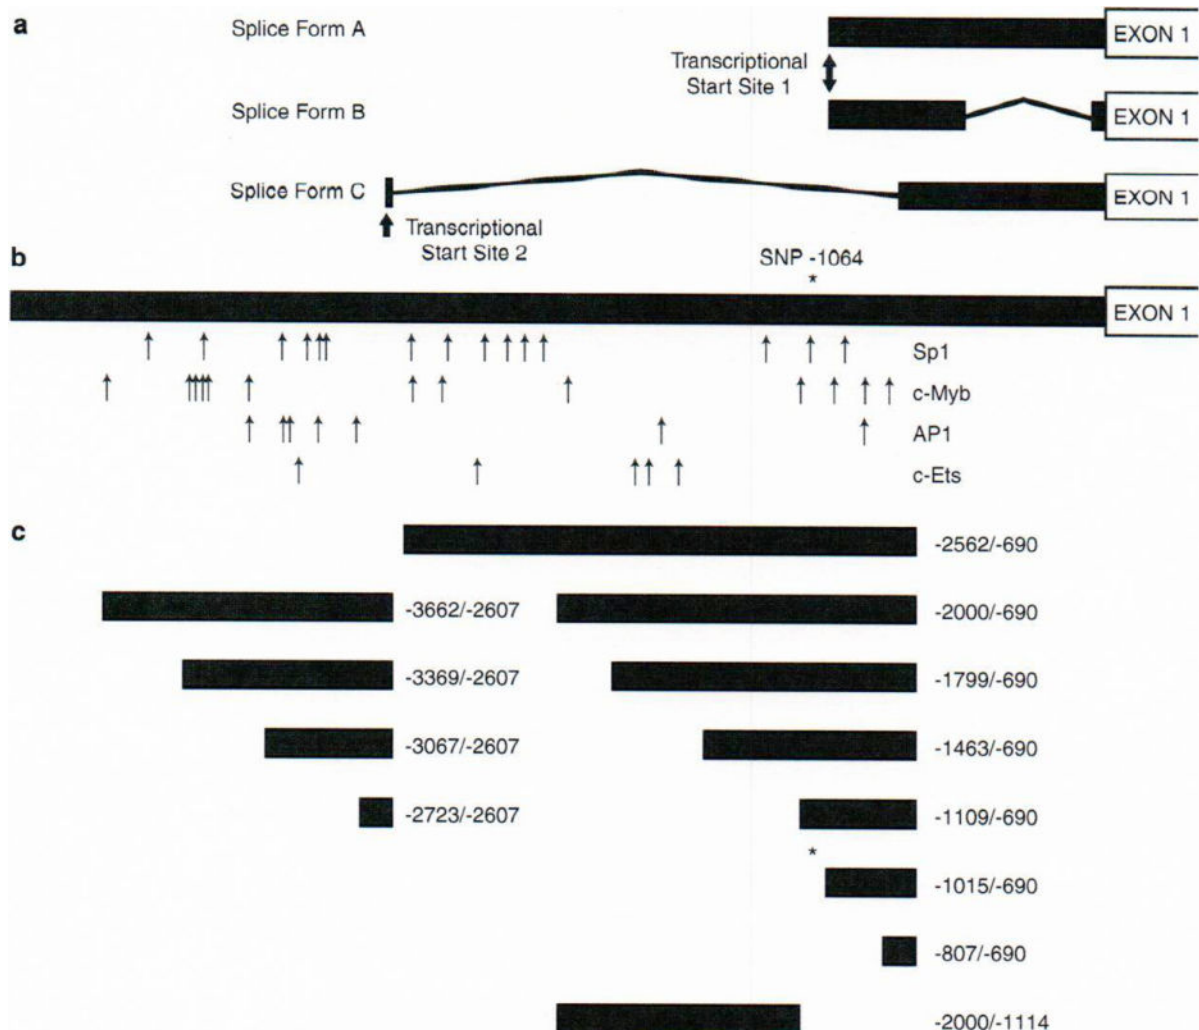 a
Splice Form A
EXON 1
Transcriptional
Start Site 1
Splice Form B
EXON 1
Splice Form C
EXON 1
Transcriptional
Start Site 2
b
SNP -1064
*
EXON 1
Sp1
c-Myb
AP1
c-Ets
c
-2562/-690
-3662/-2607
-2000/-690
-3369/-2607
-1799/-690
-3067/-2607
-1463/-690
-2723/-2607
-1109/-690
*
-1015/-690
-807/-690
-2000/-1114